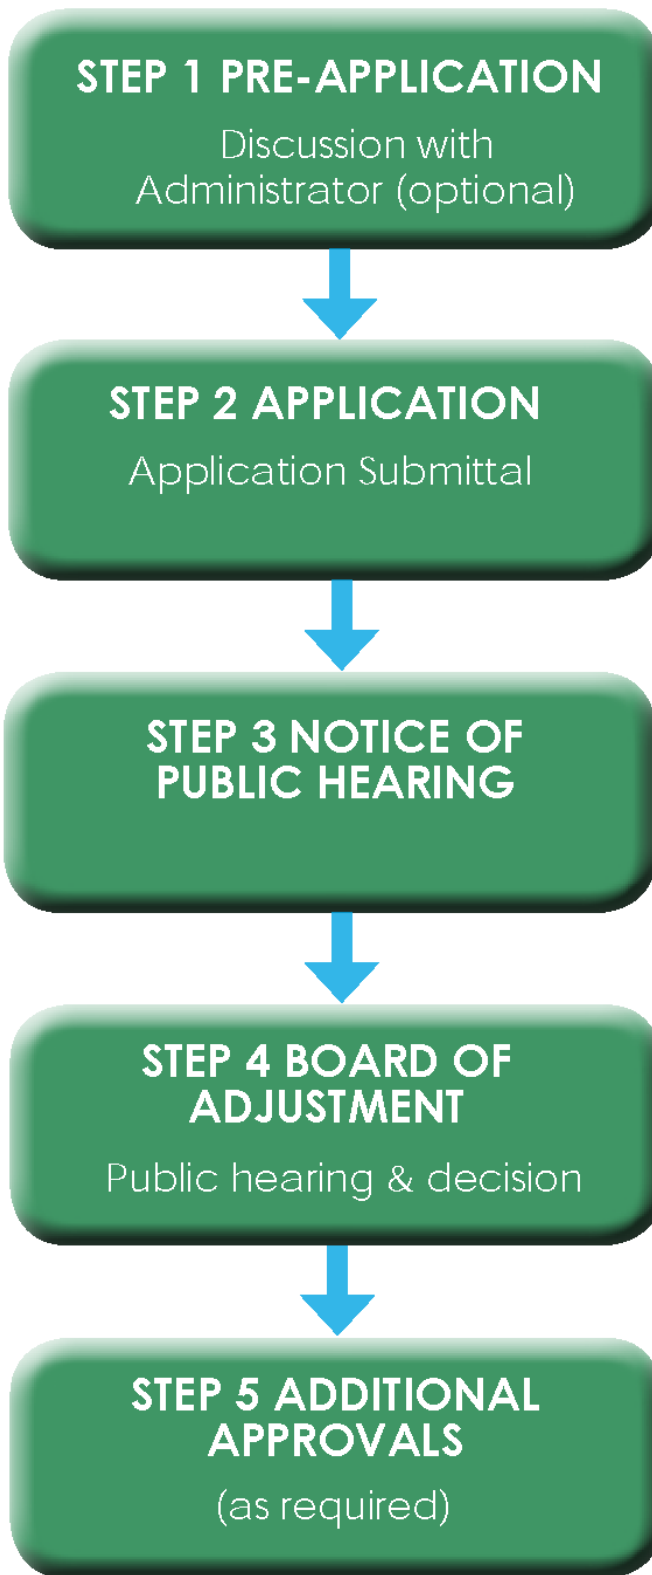 STEP 1 PRE-APPLICATION
Discussion with
Administrator (optional)
STEP 2 APPLICATION
Application Submittal
STEP 3 NOTICE OF
PUBLIC HEARING
STEP 4 BOARD OF
ADJUSTMENT
Public hearing & decision
STEP 5 ADDITIONAL
APPROVALS
(as required)